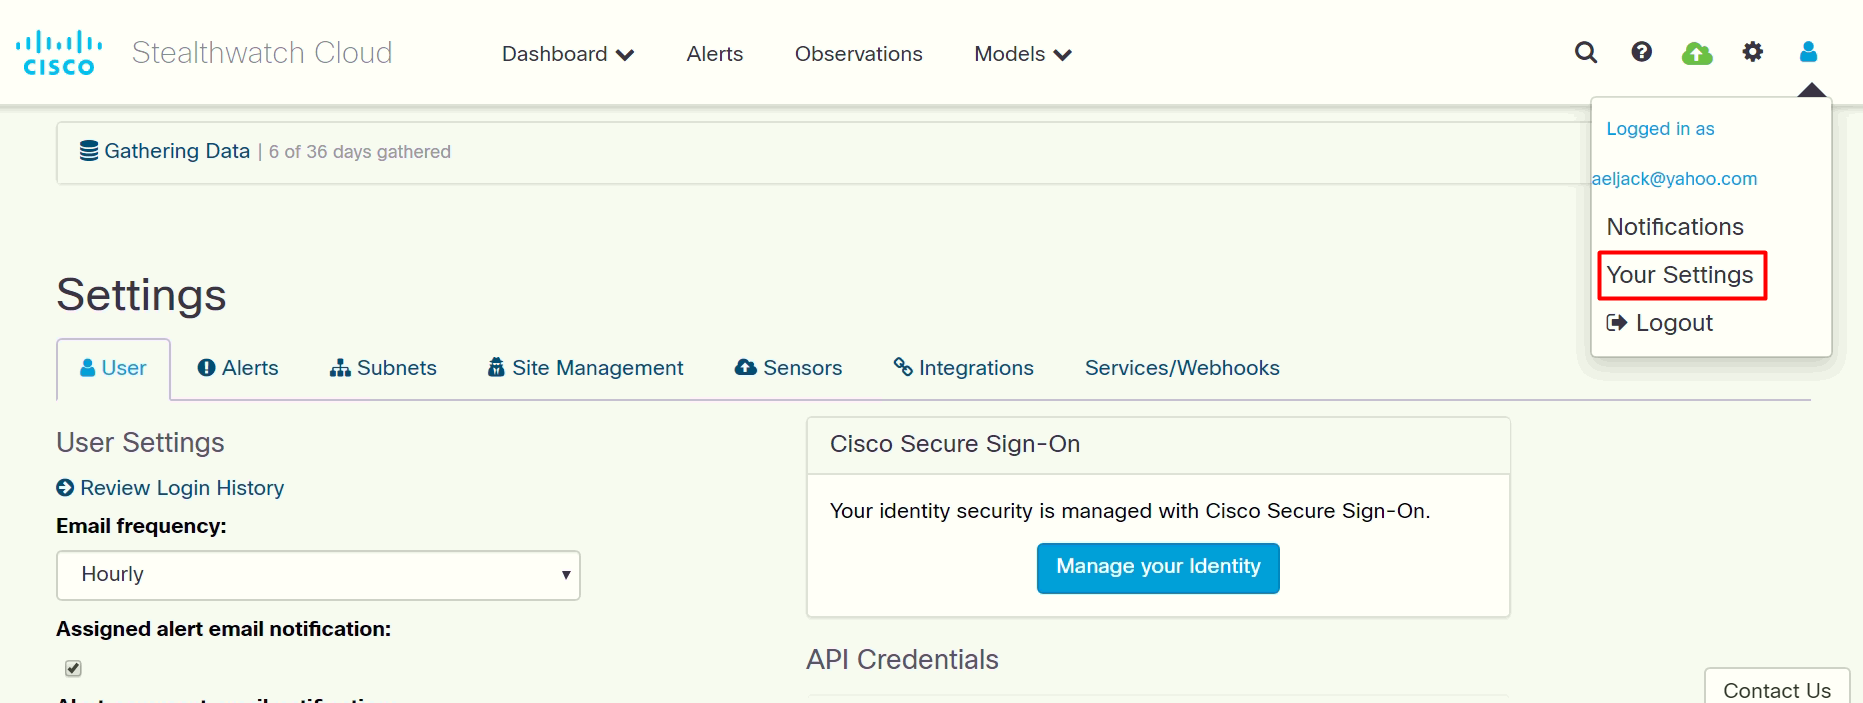 CISCO Stealthwatch Cloud Dashboard Alerts Observations Models
Logged in as
Gathering Data | 6 of 36 days gathered
aeljack@yahoo.com
Notifications
Your Settings
Logout
Settings
User Alerts Subnets Site Management Sensors Integrations Services/Webhooks
User Settings
Cisco Secure Sign-On
Review Login History
Your identity security is managed with Cisco Secure Sign-On.
Email frequency:
Manage your Identity
Hourly
Assigned alert email notification:
API Credentials
Contact Us